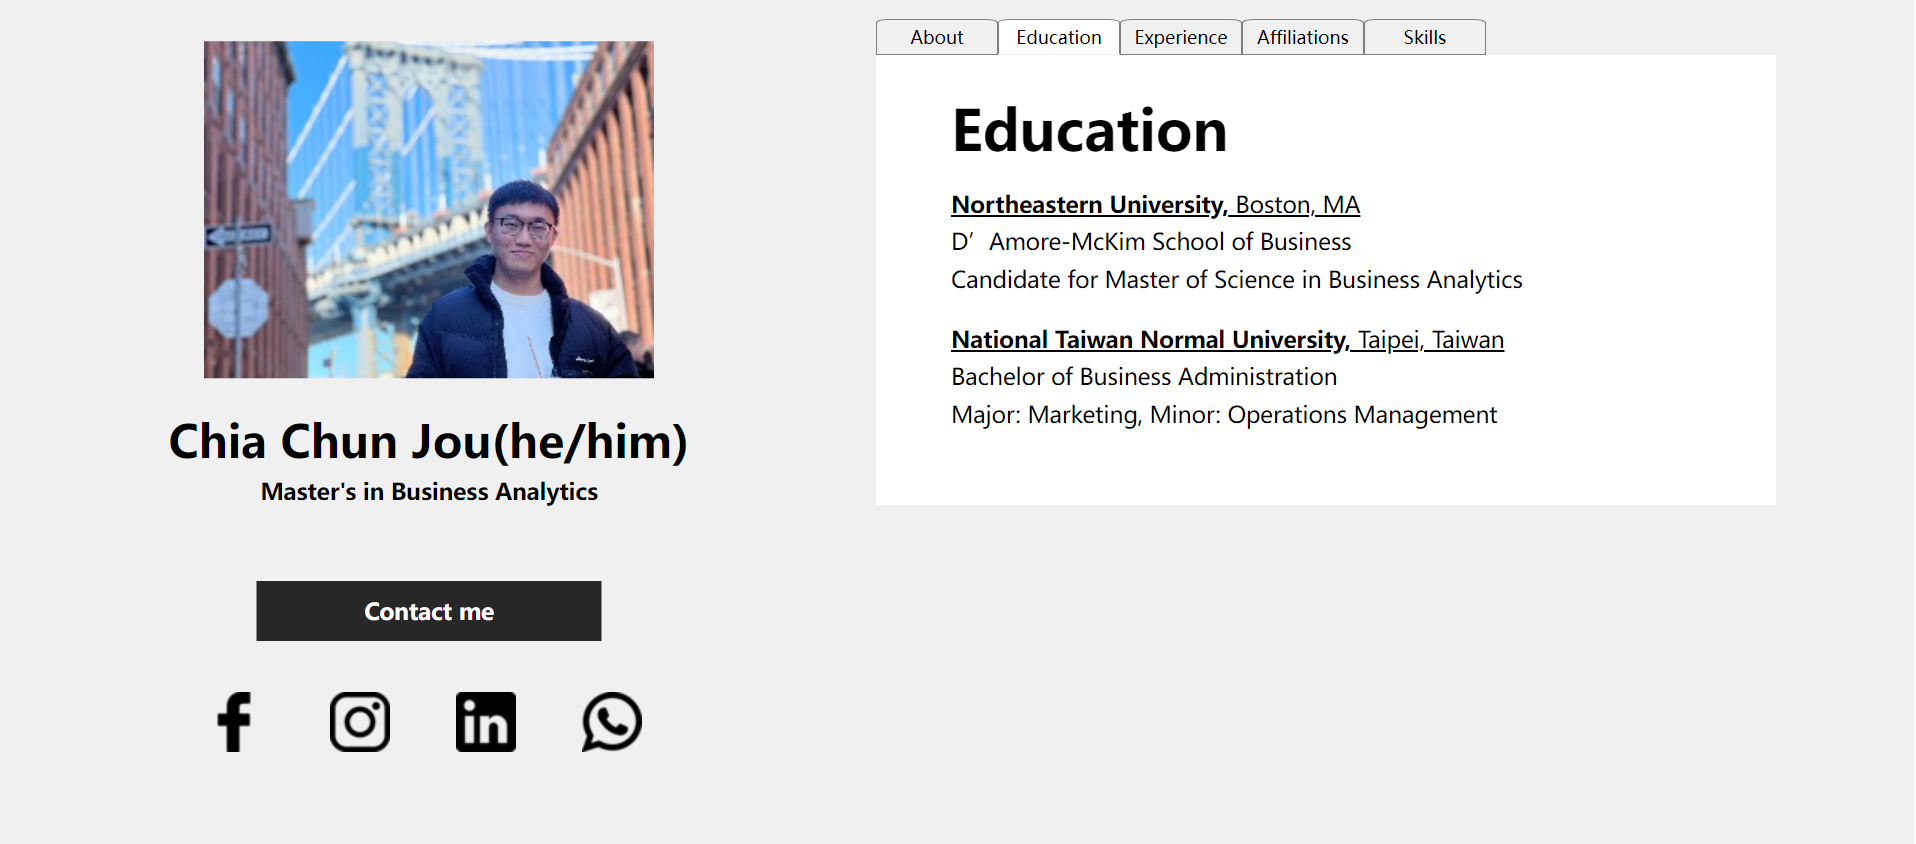 About
Education
Experience
Affiliations
Skills
Education
Northeastern University, Boston, MA
D’Amore-McKim School of Business
Candidate for Master of Science in Business Analytics
National Taiwan Normal University, Taipei, Taiwan
Bachelor of Business Administration
Major: Marketing, Minor: Operations Management
Chia Chun Jou(he/him)
Master's in Business Analytics
Contact me